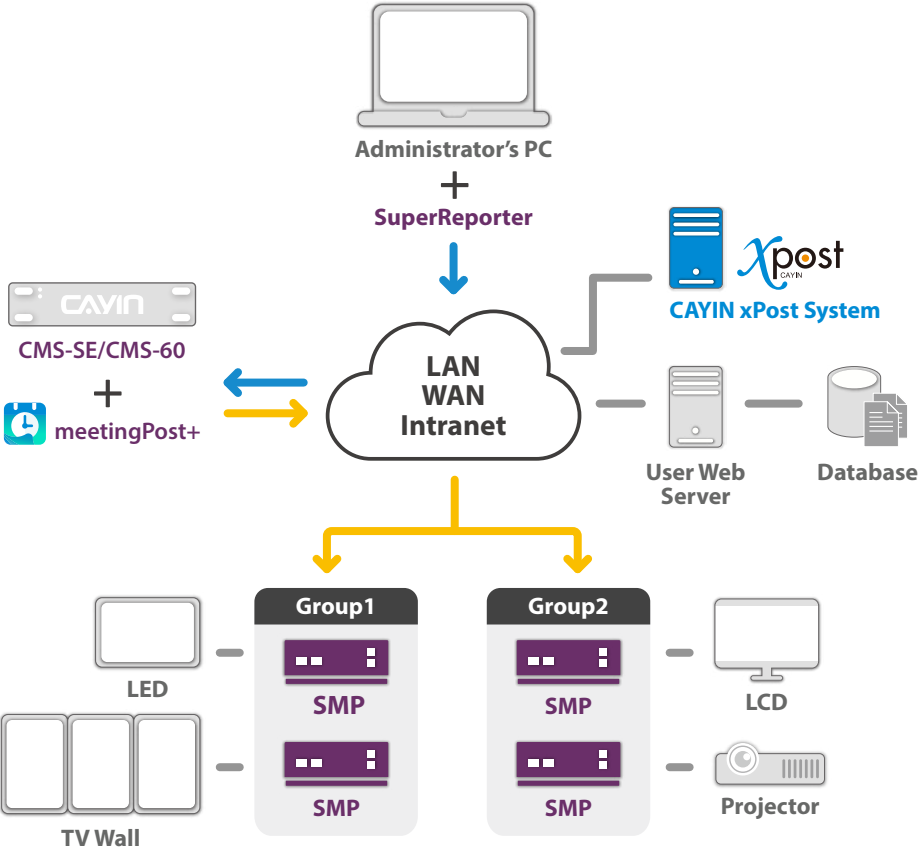 Administrator's PC
+
SuperReporter
Xpost
CAYIN
CAYIN xPost System
CAYIN
CMS-SE/CMS-60
+
meetingPost+
LAN
WAN
Intranet
User Web
Server
Database
Group1
Group2
SMP
SMP
LED
LCD
SMP
SMP
TV Wall
Projector